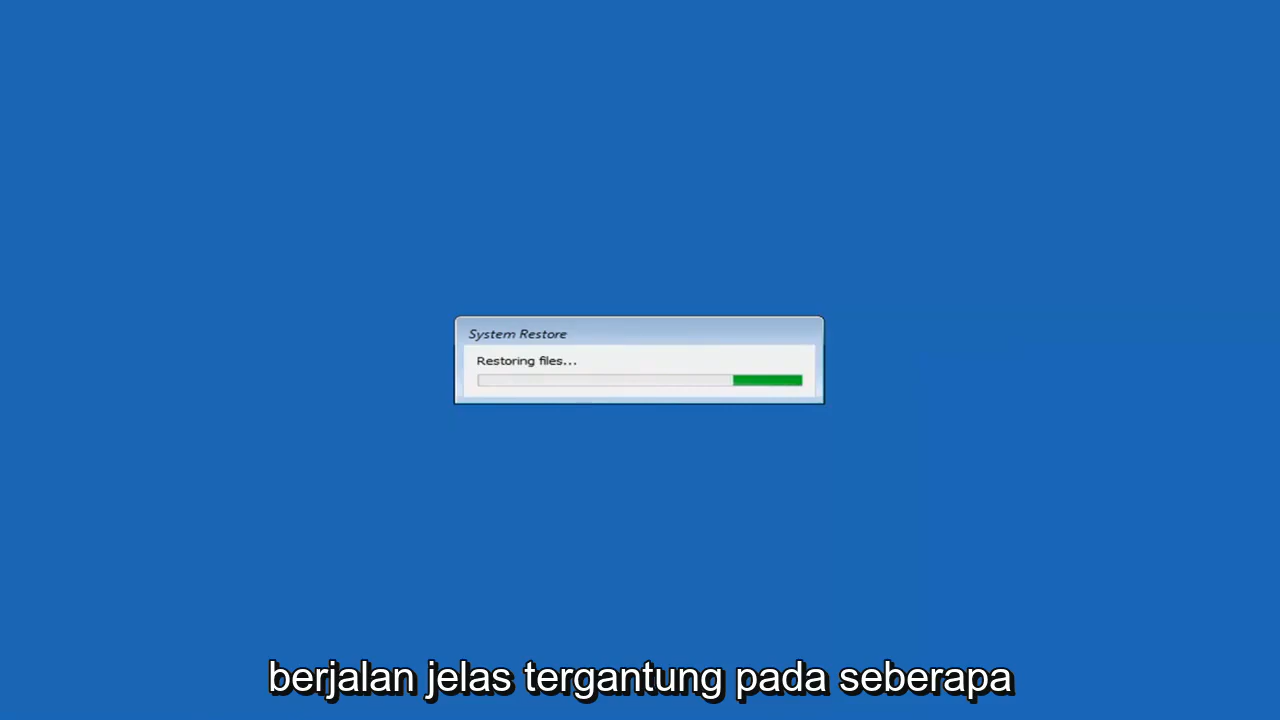 System Restore
Restoring files...
berjalan jelas tergantung pada seberapa